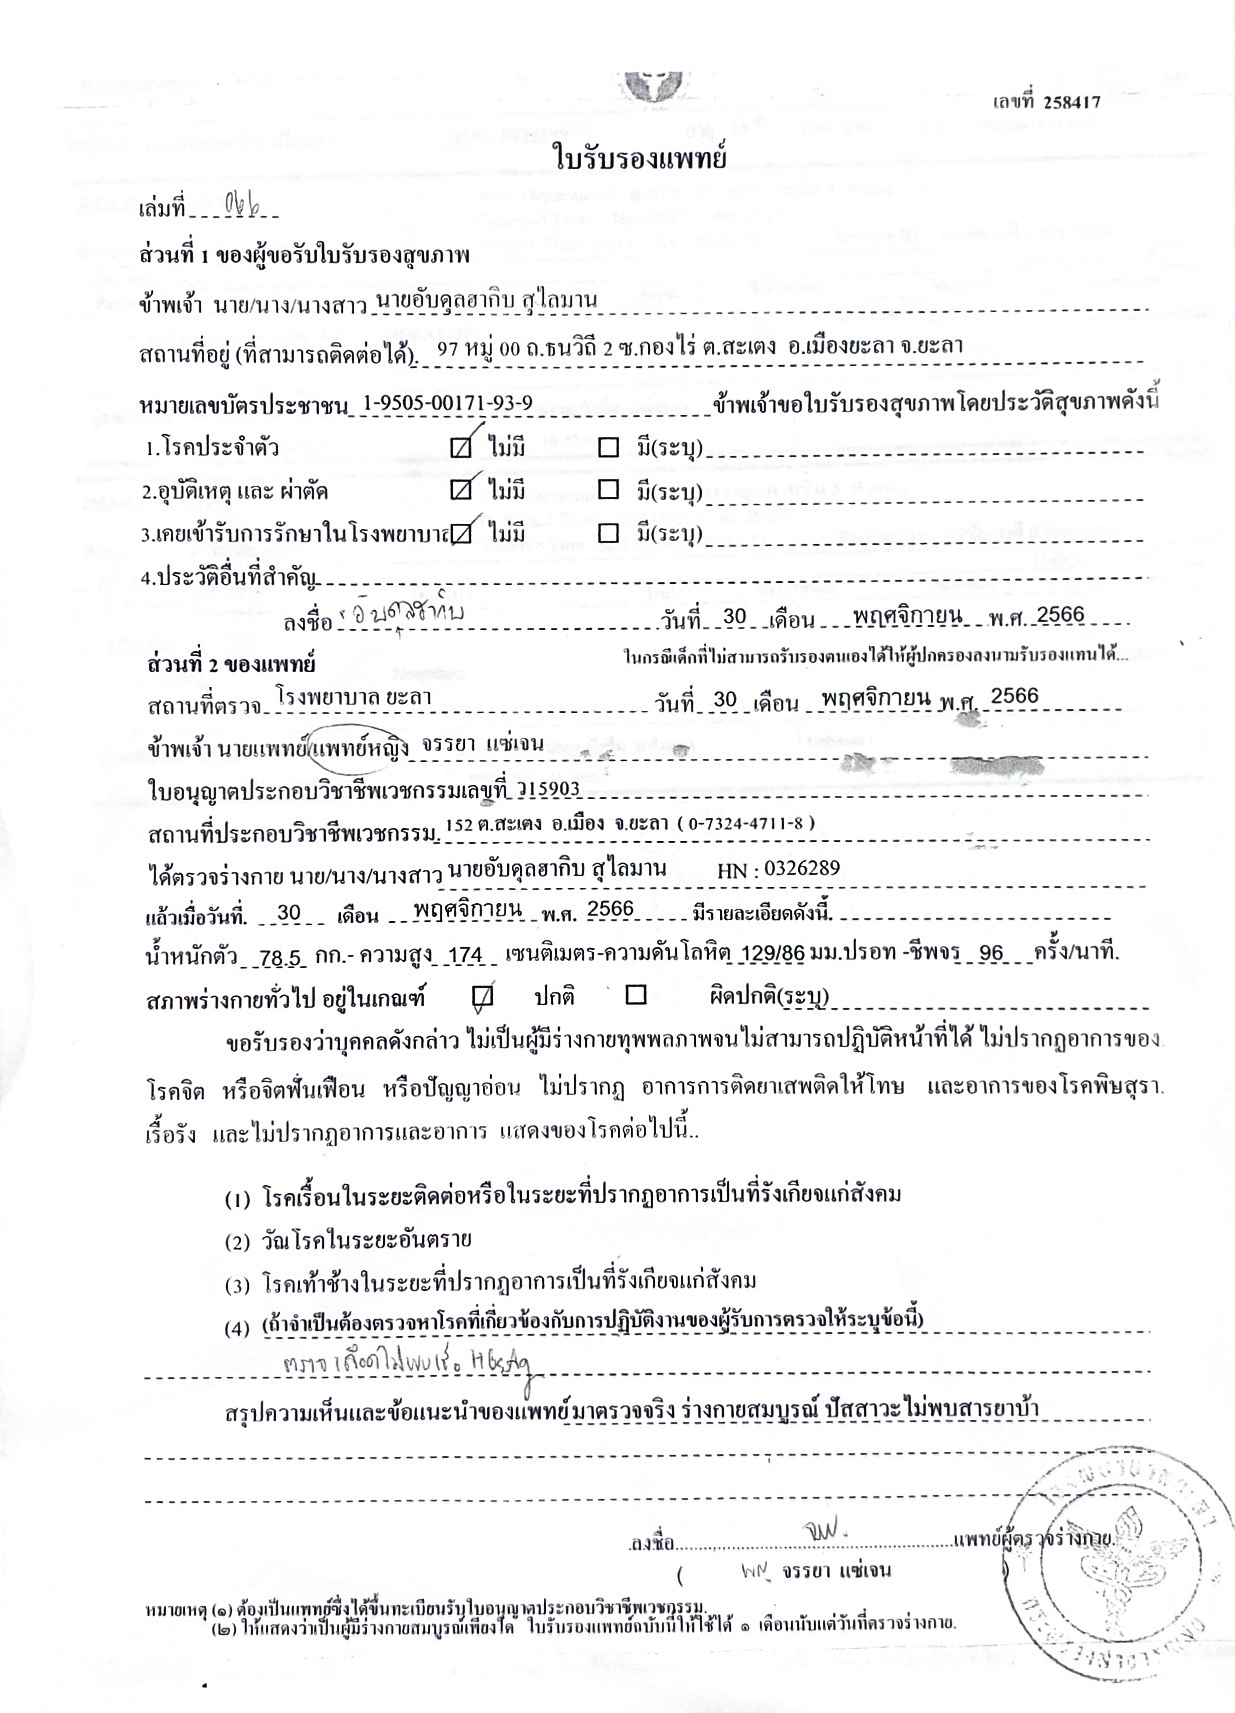 เลขที่ 258417
ใบรับรองแพทย์
เล่มที่ 066
ส่วนที่ 1 ของผู้ขอรับใบรับรองสุขภาพ
ข้าพเจ้า นาย/นาง/นางสาว นายอับดุลฮากิบ สุไลมาน
สถานที่อยู่ (ที่สามารถติดต่อได้). 97 หมู่ 00 ถ.ธนวิถี 2 ซ.กองไร่ ต.สะเตง อ.เมืองยะลา จ.ยะลา
หมายเลขบัตรประชาชน 1-9505-00171-93-9 ข้าพเจ้าขอใบรับรองสุขภาพโดยประวัติสุขภาพดังนี้
1.โรคประจำตัว ไม่มี มี(ระบุ)
2.อุบัติเหตุ และ ผ่าตัด ไม่มี มี(ระบุ)
3.เคยเข้ารับการรักษาในโรงพยาบาล ไม่มี มี(ระบุ)
4.ประวัติอื่นที่สำคัญ
ลงชื่อ อับดุลฮากิบ วันที่ 30 เดือน พฤศจิกายน พ.ศ. 2566
ส่วนที่ 2 ของแพทย์ ในกรณีเด็กที่ไม่สามารถรับรองตนเองได้ให้ผู้ปกครองลงนามรับรองแทนได้...
สถานที่ตรวจ โรงพยาบาล ยะลา วันที่ 30 เดือน พฤศจิกายน พ.ศ. 2566
ข้าพเจ้า นายแพทย์/แพทย์หญิง จรรยา แซ่เจน
ใบอนุญาตประกอบวิชาชีพเวชกรรมเลขที่ ว15903
สถานที่ประกอบวิชาชีพเวชกรรม 152 ต.สะเตง อ.เมือง จ.ยะลา ( 0-7324-4711-8 )
ได้ตรวจร่างกาย นาย/นาง/นางสาว นายอับดุลฮากิบ สุไลมาน HN : 0326289
แล้วเมื่อวันที่. 30 เดือน พฤศจิกายน พ.ศ. 2566 มีรายละเอียดดังนี้.
น้ำหนักตัว 78.5 กก.- ความสูง 174 เซนติเมตร-ความดันโลหิต 129/86 มม.ปรอท -ชีพจร 96 ครั้ง/นาที.
สภาพร่างกายทั่วไป อยู่ในเกณฑ์ ปกติ ผิดปกติ(ระบุ)
ขอรับรองว่าบุคคลดังกล่าว ไม่เป็นผู้มีร่างกายทุพพลภาพจนไม่สามารถปฏิบัติหน้าที่ได้ ไม่ปรากฏอาการของ
โรคจิต หรือจิตฟั่นเฟือน หรือปัญญาอ่อน ไม่ปรากฏ อาการการติดยาเสพติดให้โทษ และอาการของโรคพิษสุรา
เรื้อรัง และไม่ปรากฏอาการและอาการ แสดงของโรคต่อไปนี้..
(1) โรคเรื้อนในระยะติดต่อหรือในระยะที่ปรากฏอาการเป็นที่รังเกียจแก่สังคม
(2) วัณโรคในระยะอันตราย
(3) โรคเท้าช้างในระยะที่ปรากฏอาการเป็นที่รังเกียจแก่สังคม
(4) (ถ้าจำเป็นต้องตรวจหาโรคที่เกี่ยวข้องกับการปฏิบัติงานของผู้รับการตรวจให้ระบุข้อนี้)
ตรวจเลือดไม่พบเชื้อ HBsAg
สรุปความเห็นและข้อแนะนำของแพทย์ มาตรวจจริง ร่างกายสมบูรณ์ ปัสสาวะไม่พบสารยาบ้า
ลงชื่อ แพทย์ผู้ตรวจร่างกาย.
( พญ จรรยา แซ่เจน )
หมายเหตุ (๑) ต้องเป็นแพทย์ซึ่งได้ขึ้นทะเบียนรับใบอนุญาตประกอบวิชาชีพเวชกรรม.
(๒) ให้แสดงว่าเป็นผู้มีร่างกายสมบูรณ์เพียงใด ใบรับรองแพทย์ฉบับนี้ให้ใช้ได้ ๑ เดือนนับแต่วันที่ตรวจร่างกาย.
โรงพยาบาลยะลา
กระทรวงสาธารณสุข